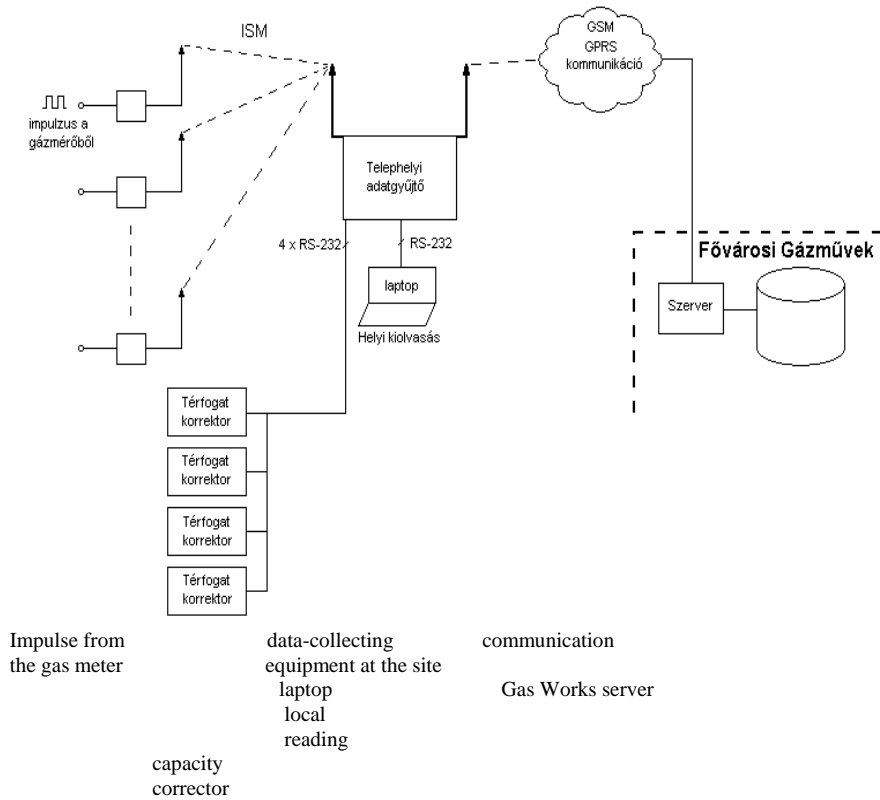 ISM
GSM
GPRS
kommunikáció
impulzus a
gázmérőből
Telephelyi
adatgyűjtő
4 x RS-232
RS-232
laptop
Helyi kiolvasás
Fővárosi Gázművek
Szerver
Térfogat
korrektor
Térfogat
korrektor
Térfogat
korrektor
Térfogat
korrektor
Impulse from data-collecting communication
the gas meter equipment at the site
laptop Gas Works server
local
reading
capacity
corrector